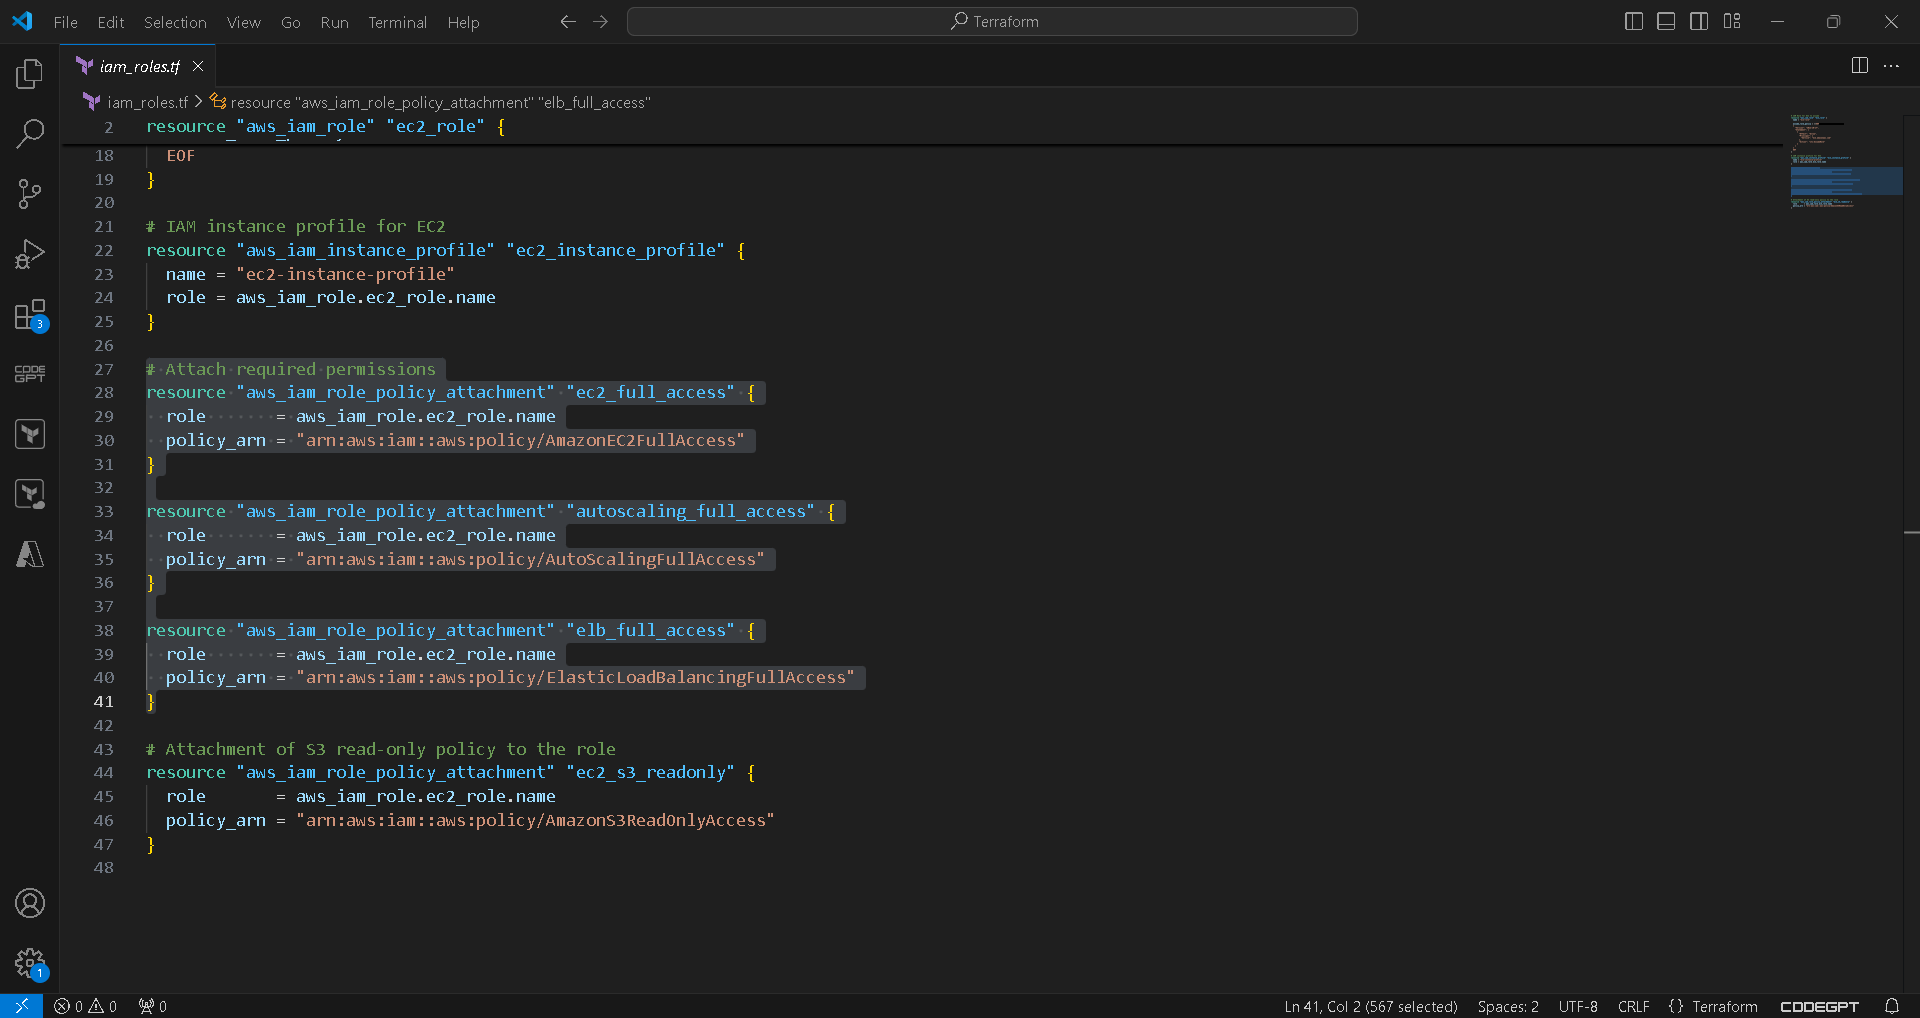 File Edit Selection View Go Run Terminal Help
Terraform
iam_roles.tf
iam_roles.tf > resource "aws_iam_role_policy_attachment" "elb_full_access"
2 resource "aws_iam_role" "ec2_role" {
18 EOF
19 }
20
21 # IAM instance profile for EC2
22 resource "aws_iam_instance_profile" "ec2_instance_profile" {
23 name = "ec2-instance-profile"
24 role = aws_iam_role.ec2_role.name
25 }
26
27 # Attach required permissions
28 resource "aws_iam_role_policy_attachment" "ec2_full_access" {
29 role = aws_iam_role.ec2_role.name
30 policy_arn = "arn:aws:iam::aws:policy/AmazonEC2FullAccess"
31 }
32
33 resource "aws_iam_role_policy_attachment" "autoscaling_full_access" {
34 role = aws_iam_role.ec2_role.name
35 policy_arn = "arn:aws:iam::aws:policy/AutoScalingFullAccess"
36 }
37
38 resource "aws_iam_role_policy_attachment" "elb_full_access" {
39 role = aws_iam_role.ec2_role.name
40 policy_arn = "arn:aws:iam::aws:policy/ElasticLoadBalancingFullAccess"
41 }
42
43 # Attachment of S3 read-only policy to the role
44 resource "aws_iam_role_policy_attachment" "ec2_s3_readonly" {
45 role = aws_iam_role.ec2_role.name
46 policy_arn = "arn:aws:iam::aws:policy/AmazonS3ReadOnlyAccess"
47 }
48
3
CODE
GPT
1
0 0 0 Ln 41, Col 2 (567 selected) Spaces: 2 UTF-8 CRLF {} Terraform CODEGPT